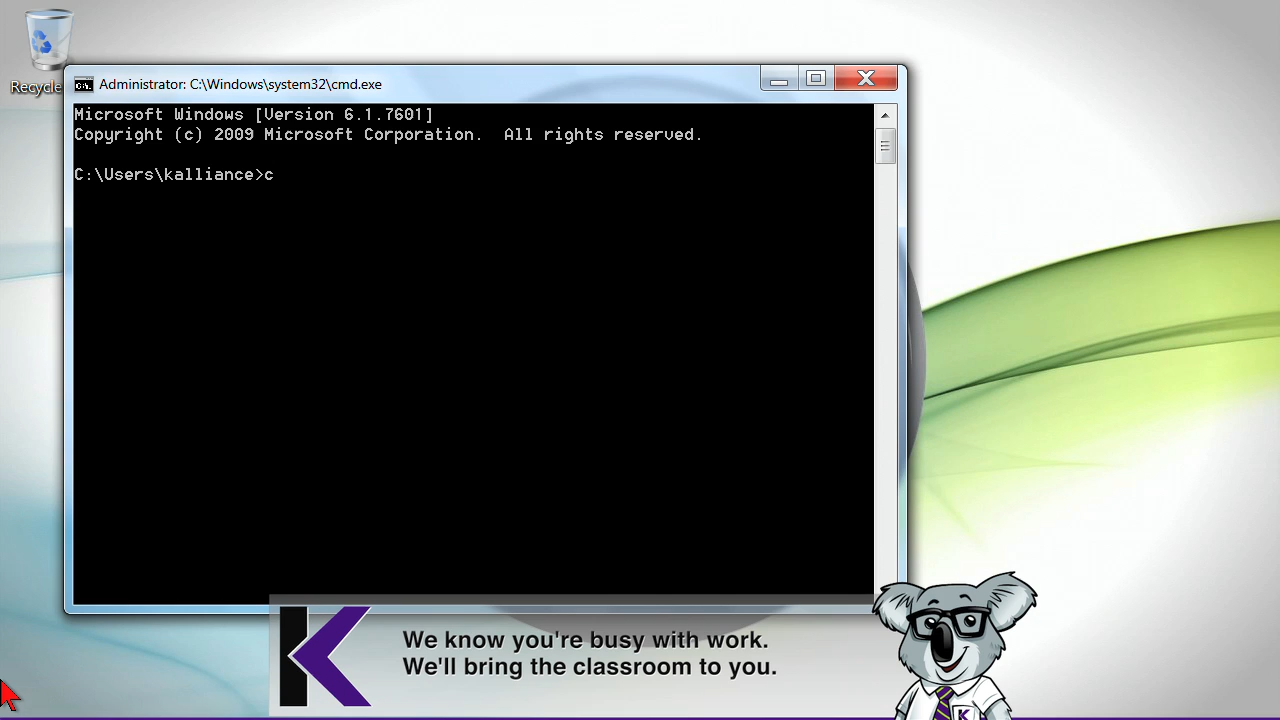 Recycle
Administrator: C:\Windows\system32\cmd.exe
Microsoft Windows [Version 6.1.7601]
Copyright (c) 2009 Microsoft Corporation.  All rights reserved.
C:\Users\kalliance>c
We know you're busy with work.
We'll bring the classroom to you.
K
K